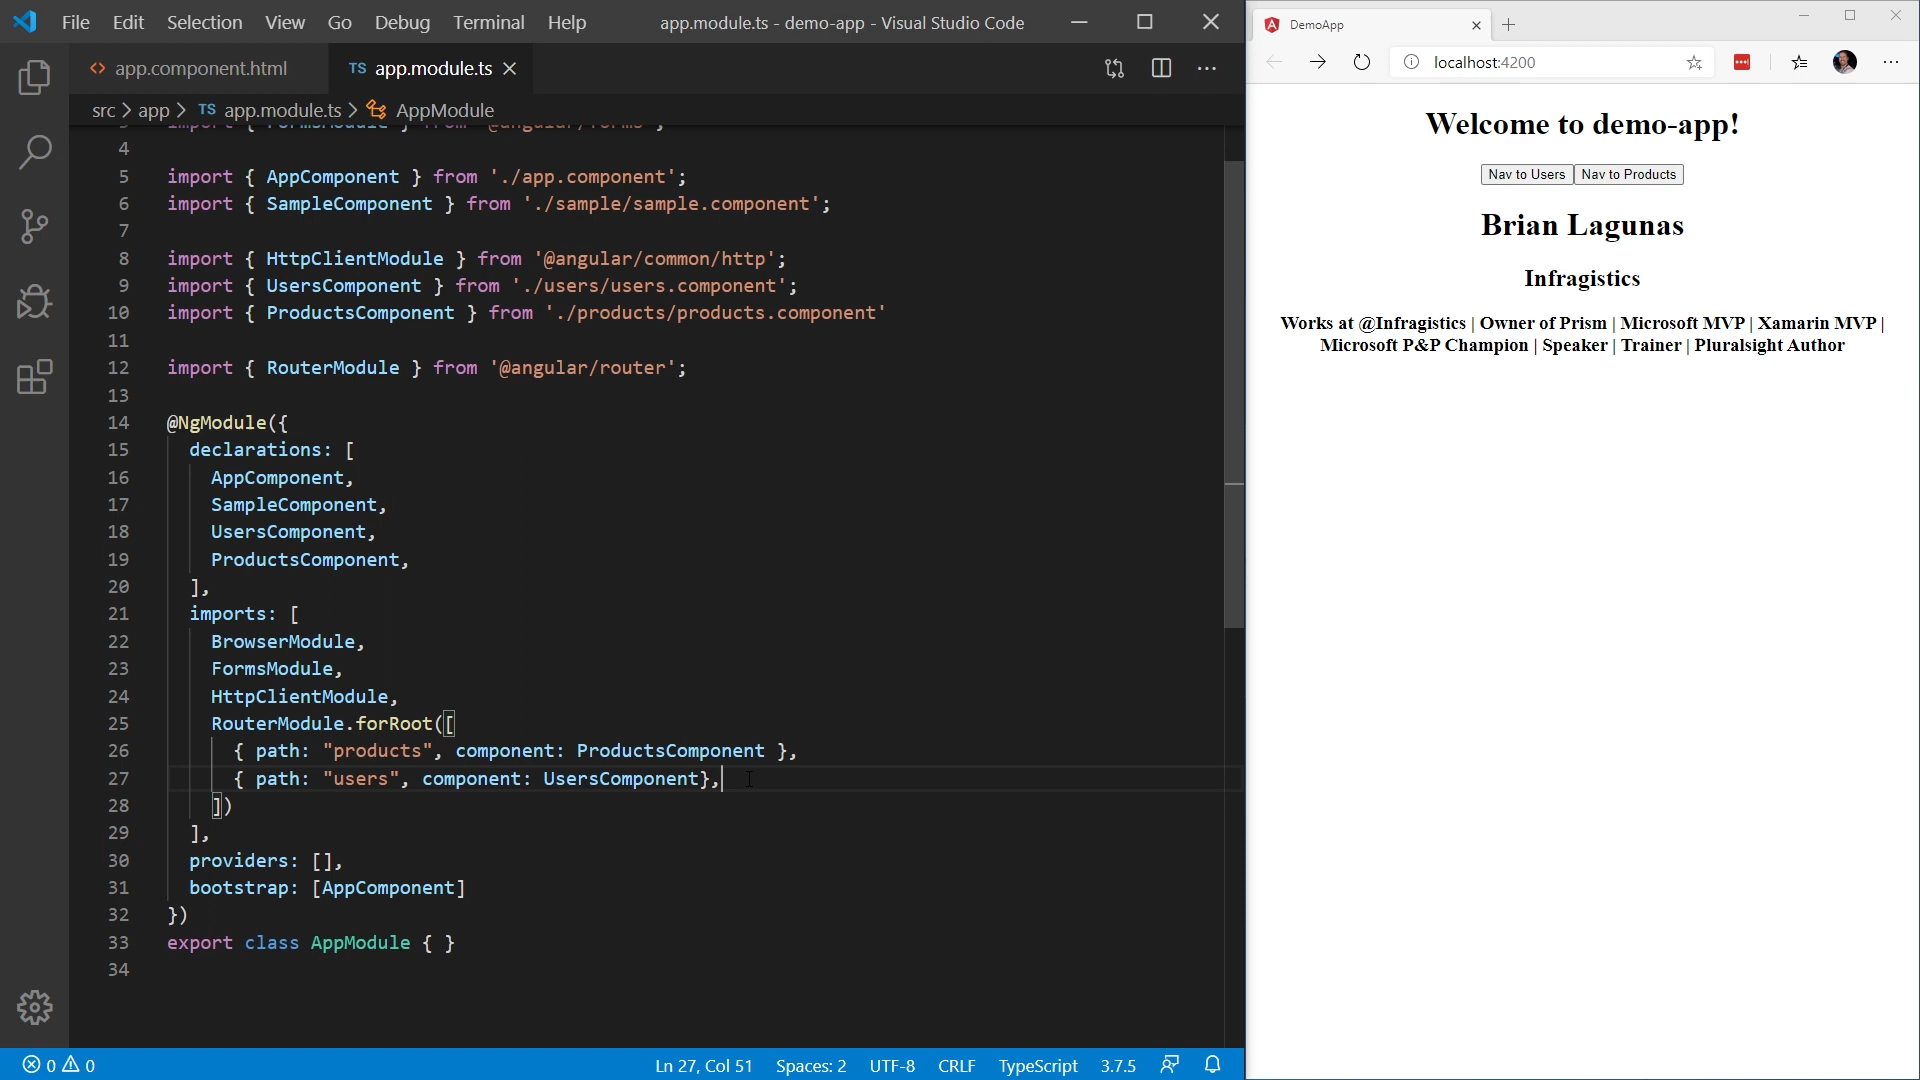 File Edit Selection View Go Debug Terminal Help
app.module.ts - demo-app - Visual Studio Code
app.component.html
TS app.module.ts
src > app > TS app.module.ts > AppModule
import { FormsModule } from '@angular/forms';
4
5 import { AppComponent } from './app.component';
6 import { SampleComponent } from './sample/sample.component';
7
8 import { HttpClientModule } from '@angular/common/http';
9 import { UsersComponent } from './users/users.component';
10 import { ProductsComponent } from './products/products.component'
11
12 import { RouterModule } from '@angular/router';
13
14 @NgModule({
15 declarations: [
16 AppComponent,
17 SampleComponent,
18 UsersComponent,
19 ProductsComponent,
20 ],
21 imports: [
22 BrowserModule,
23 FormsModule,
24 HttpClientModule,
25 RouterModule.forRoot([
26 { path: "products", component: ProductsComponent },
27 { path: "users", component: UsersComponent},
28 ])
29 ],
30 providers: [],
31 bootstrap: [AppComponent]
32 })
33 export class AppModule { }
34
0 0
Ln 27, Col 51 Spaces: 2 UTF-8 CRLF TypeScript 3.7.5
DemoApp
localhost:4200
Welcome to demo-app!
Nav to Users Nav to Products
Brian Lagunas
Infragistics
Works at @Infragistics | Owner of Prism | Microsoft MVP | Xamarin MVP |
Microsoft P&P Champion | Speaker | Trainer | Pluralsight Author